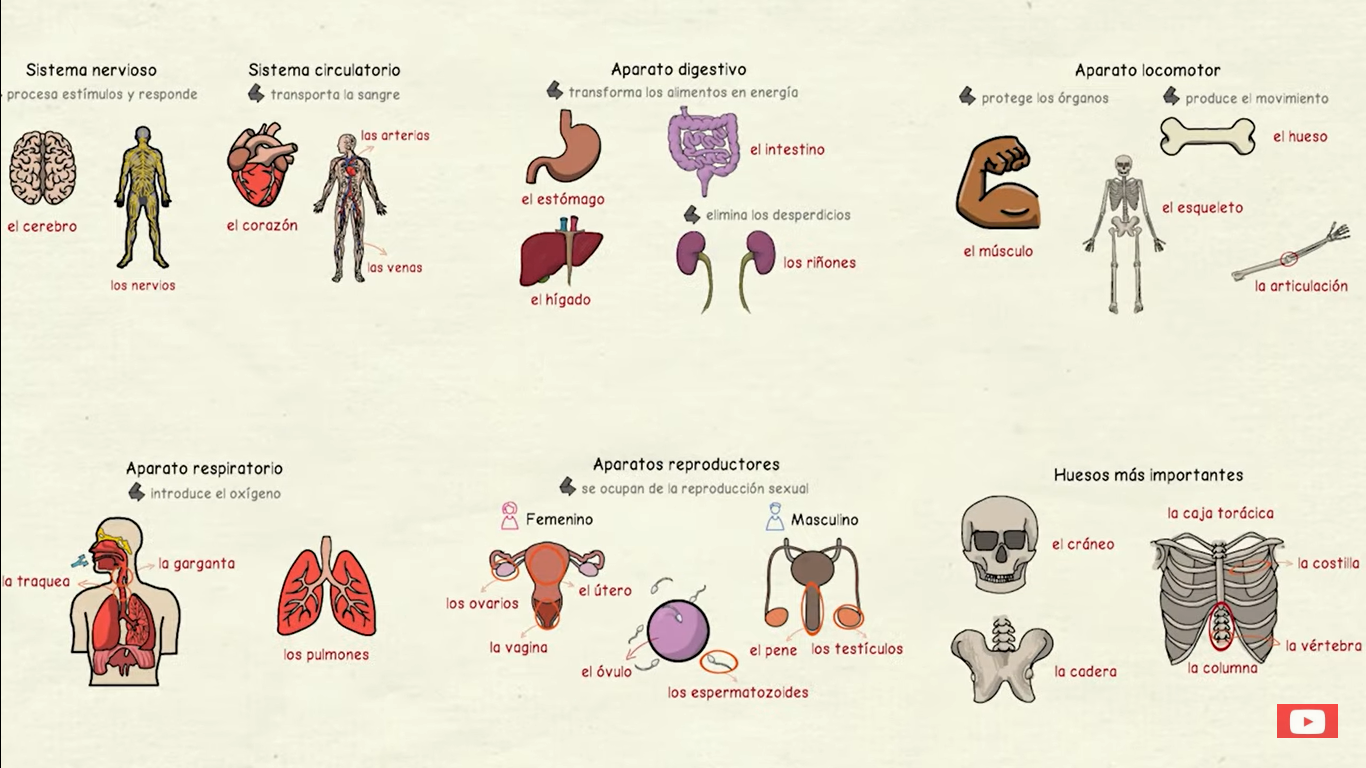 Sistema nervioso
procesa estímulos y responde
el cerebro
los nervios
Sistema circulatorio
transporta la sangre
las arterias
el corazón
las venas
Aparato digestivo
transforma los alimentos en energía
el intestino
el estómago
elimina los desperdicios
los riñones
el hígado
Aparato locomotor
protege los órganos
produce el movimiento
el hueso
el esqueleto
el músculo
la articulación
Aparato respiratorio
introduce el oxígeno
la garganta
la traquea
los pulmones
Aparatos reproductores
se ocupan de la reproducción sexual
Femenino
Masculino
los ovarios
el útero
la vagina
el óvulo
los espermatozoides
el pene
los testículos
Huesos más importantes
la caja torácica
el cráneo
la costilla
la vértebra
la columna
la cadera